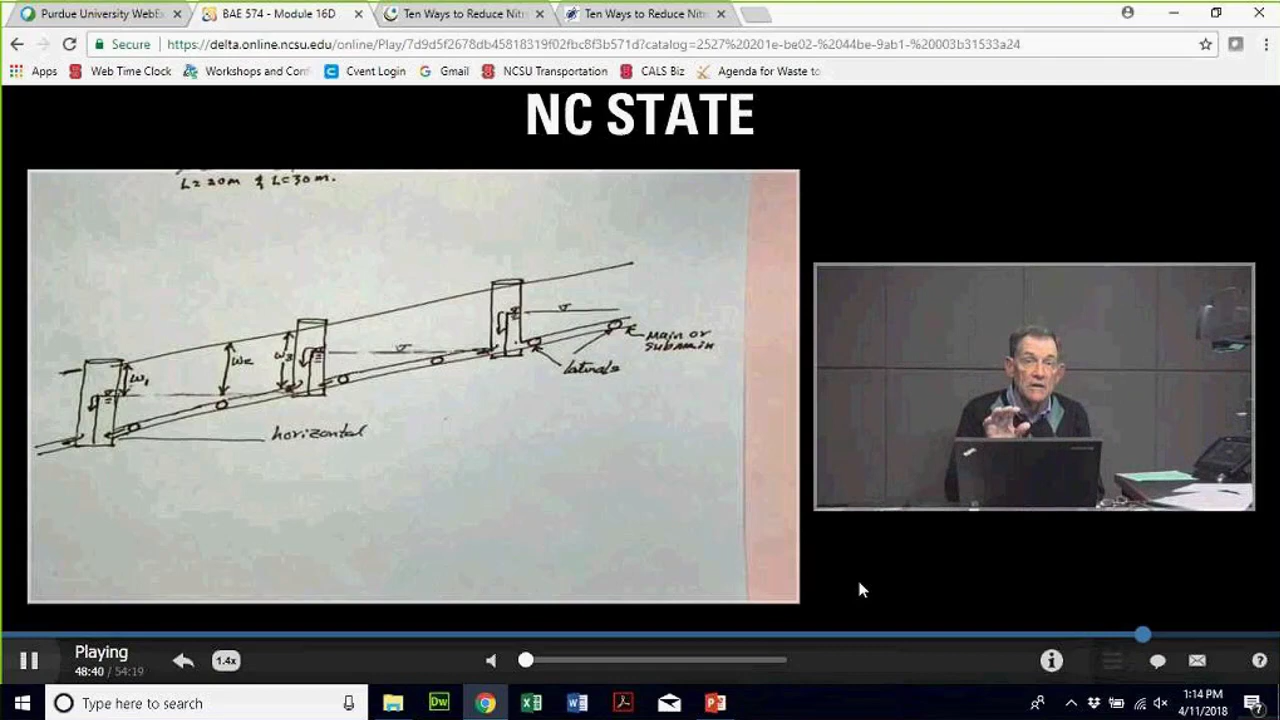 Purdue University WebEx
BAE 574 - Module 16D
Ten Ways to Reduce Nitr
Ten Ways to Reduce Nitr
Secure
https://delta.online.ncsu.edu/online/Play/7d9d5f2678db45818319f02fbc8f3b571d?catalog=2527%20201e-be02-%2044be-9ab1-%20003b31533a24
Apps
Web Time Clock
Workshops and Conf
Cvent Login
Gmail
NCSU Transportation
CALS Biz
Agenda for Waste to
NC STATE
L=20m & L=30m.
W1
W2
W3
main or
submain
laterals
horizontal
Playing
48:40 / 54:19
1.4x
Type here to search
Dw
1:14 PM
4/11/2018
7